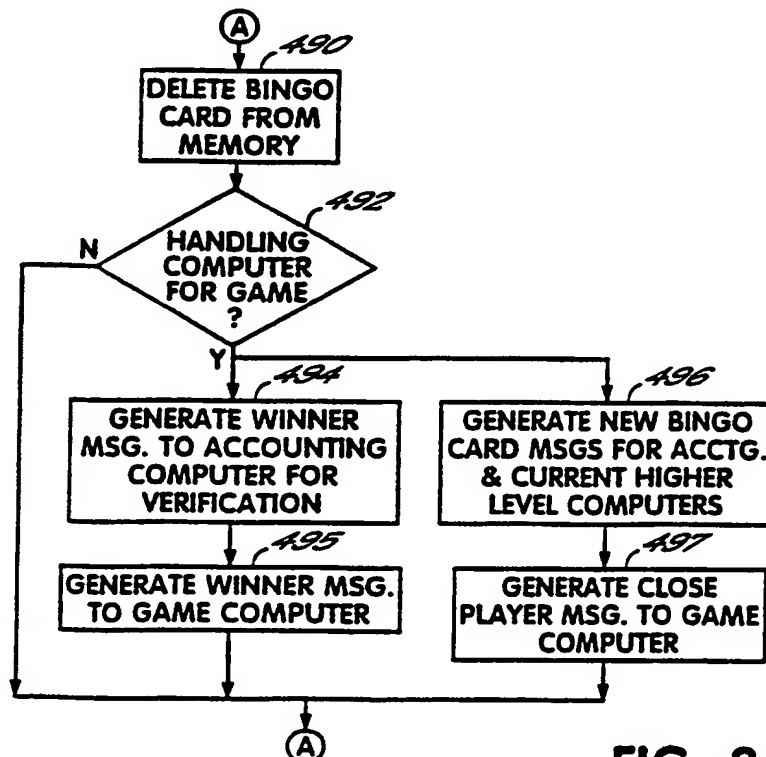 A
490
DELETE BINGO
CARD FROM
MEMORY
492
N
HANDLING
COMPUTER
FOR GAME
?
Y
494
GENERATE WINNER
MSG. TO ACCOUNTING
COMPUTER FOR
VERIFICATION
496
GENERATE NEW BINGO
CARD MSGS FOR ACCTG.
& CURRENT HIGHER
LEVEL COMPUTERS
495
GENERATE WINNER MSG.
TO GAME COMPUTER
497
GENERATE CLOSE
PLAYER MSG. TO GAME
COMPUTER
A